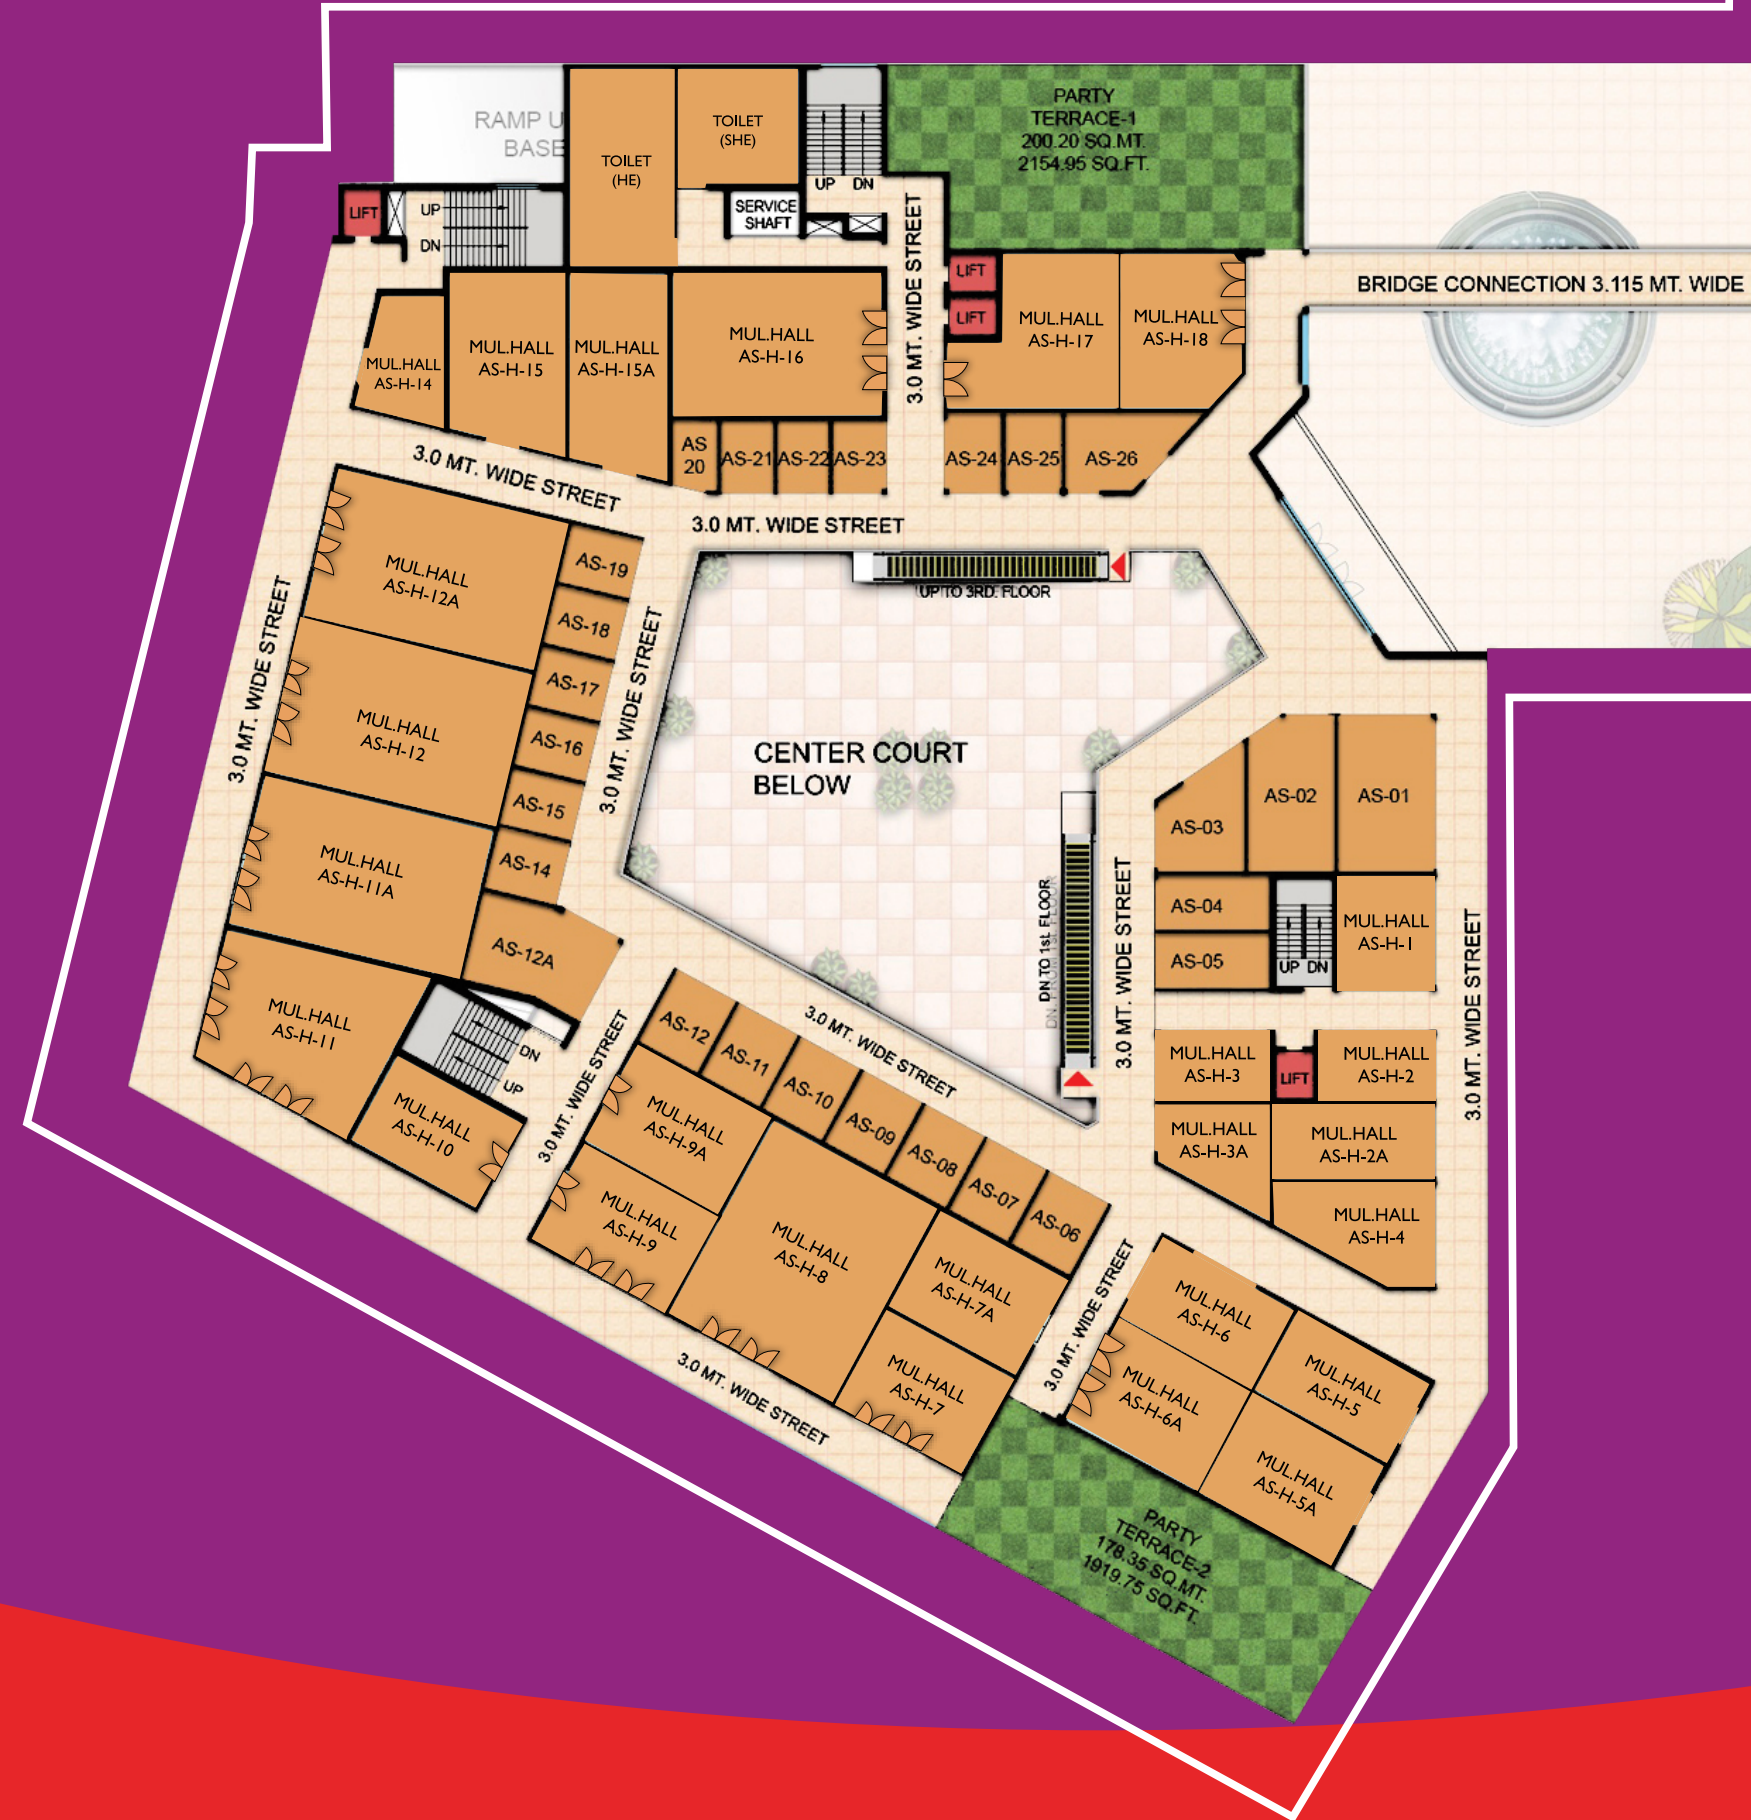 RAMP U
BASE
TOILET
(HE)
TOILET
(SHE)
UP DN
SERVICE
SHAFT
PARTY
TERRACE-1
200.20 SQ.MT.
2154.95 SQ.FT.
LIFT
UP
DN
3.0 MT. WIDE STREET
LIFT
LIFT
BRIDGE CONNECTION 3.115 MT. WIDE
MUL.HALL
AS-H-14
MUL.HALL
AS-H-15
MUL.HALL
AS-H-15A
MUL.HALL
AS-H-16
MUL.HALL
AS-H-17
MUL.HALL
AS-H-18
AS
20
AS-21
AS-22
AS-23
AS-24
AS-25
AS-26
3.0 MT. WIDE STREET
3.0 MT. WIDE STREET
UP TO 3RD. FLOOR
MUL.HALL
AS-H-12A
AS-19
AS-18
AS-17
AS-16
AS-15
AS-14
3.0 MT. WIDE STREET
3.0 MT. WIDE STREET
MUL.HALL
AS-H-12
MUL.HALL
AS-H-11A
AS-12A
MUL.HALL
AS-H-11
DN
UP
MUL.HALL
AS-H-10
CENTER COURT
BELOW
DN TO 1st. FLOOR
DN. FROM 1ST. FLOOR
3.0 MT. WIDE STREET
AS-03
AS-02
AS-01
AS-04
AS-05
UP DN
MUL.HALL
AS-H-1
3.0 MT. WIDE STREET
MUL.HALL
AS-H-3
LIFT
MUL.HALL
AS-H-2
MUL.HALL
AS-H-3A
MUL.HALL
AS-H-2A
MUL.HALL
AS-H-4
3.0 MT. WIDE STREET
3.0 MT. WIDE STREET
AS-12
AS-11
AS-10
AS-09
AS-08
AS-07
AS-06
MUL.HALL
AS-H-9A
MUL.HALL
AS-H-9
MUL.HALL
AS-H-8
MUL.HALL
AS-H-7A
MUL.HALL
AS-H-7
3.0 MT. WIDE STREET
3.0 MT. WIDE STREET
MUL.HALL
AS-H-6
MUL.HALL
AS-H-6A
MUL.HALL
AS-H-5
MUL.HALL
AS-H-5A
PARTY
TERRACE-2
178.35 SQ.MT.
1919.75 SQ.FT.